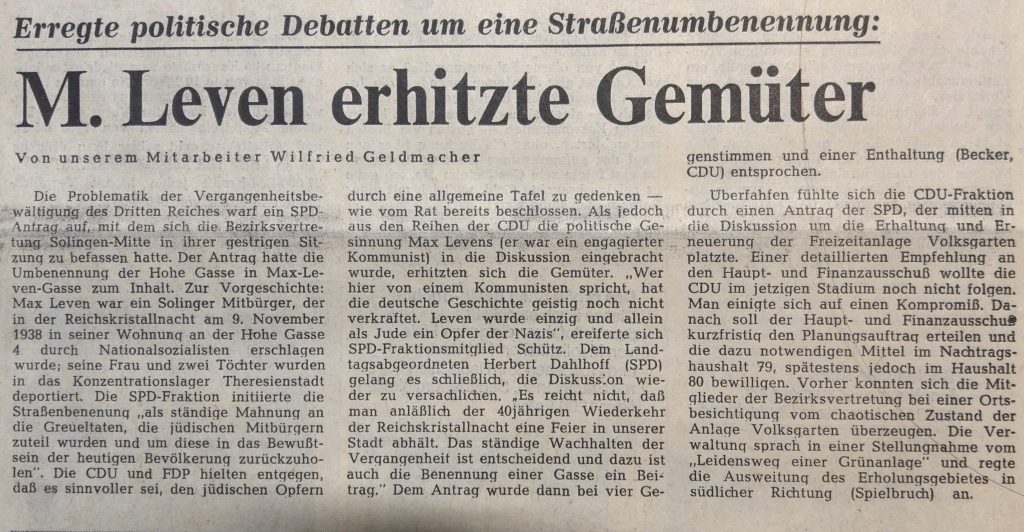 Erregte politische Debatten um eine Straßenumbenennung:
M. Leven erhitzte Gemüter
Von unserem Mitarbeiter Wilfried Geldmacher
Die Problematik der Vergangenheitsbe-
wältigung des Dritten Reiches warf ein SPD-
Antrag auf, mit dem sich die Bezirksvertre-
tung Solingen-Mitte in ihrer gestrigen Sit-
zung zu befassen hatte. Der Antrag hatte die
Umbenennung der Hohe Gasse in Max-Le-
ven-Gasse zum Inhalt. Zur Vorgeschichte:
Max Leven war ein Solinger Mitbürger, der
in der Reichskristallnacht am 9. November
1938 in seiner Wohnung an der Hohe Gasse
4 durch Nationalsozialisten erschlagen
wurde; seine Frau und zwei Töchter wurden
in das Konzentrationslager Theresienstadt
deportiert. Die SPD-Fraktion initiierte die
Straßenbenenung „als ständige Mahnung an
die Greueltaten, die jüdischen Mitbürgern
zuteil wurden und um diese in das Bewußt-
sein der heutigen Bevölkerung zurückzuho-
len". Die CDU und FDP hielten entgegen,
daß es sinnvoller sei, den jüdischen Opfern
durch eine allgemeine Tafel zu gedenken —
wie vom Rat bereits beschlossen. Als jedoch
aus den Reihen der CDU die politische Ge-
sinnung Max Levens (er war ein engagierter
Kommunist) in die Diskussion eingebracht
wurde, erhitzten sich die Gemüter. „Wer
hier von einem Kommunisten spricht, hat
die deutsche Geschichte geistig noch nicht
verkraftet. Leven wurde einzig und allein
als Jude ein Opfer der Nazis", ereiferte sich
SPD-Fraktionsmitglied Schütz. Dem Land-
tagsabgeordneten Herbert Dahlhoff (SPD)
gelang es schließlich, die Diskussion wie-
der zu versachlichen. „Es reicht nicht, daß
man anläßlich der 40jährigen Wiederkehr
der Reichskristallnacht eine Feier in unserer
Stadt abhält. Das ständige Wachhalten der
Vergangenheit ist entscheidend und dazu ist
auch die Benennung einer Gasse ein Bei-
trag." Dem Antrag wurde dann bei vier Ge-
genstimmen und einer Enthaltung (Becker,
CDU) entsprochen.
Überfahfen fühlte sich die CDU-Fraktion
durch einen Antrag der SPD, der mitten in
die Diskussion um die Erhaltung und Er-
neuerung der Freizeitanlage Volksgarten
platzte. Einer detaillierten Empfehlung an
den Haupt- und Finanzausschuß wollte die
CDU im jetzigen Stadium noch nicht folgen.
Man einigte sich auf einen Kompromiß. Da-
nach soll der Haupt- und Finanzausschuß
kurzfristig den Planungsauftrag erteilen und
die dazu notwendigen Mittel im Nachtrags-
haushalt 79, spätestens jedoch im Haushalt
80 bewilligen. Vorher konnten sich die Mit-
glieder der Bezirksvertretung bei einer Orts-
besichtigung vom chaotischen Zustand der
Anlage Volksgarten überzeugen. Die Ver-
waltung sprach in einer Stellungnahme vom
„Leidensweg einer Grünanlage" und regte
die Ausweitung des Erholungsgebietes in
südlicher Richtung (Spielbruch) an.